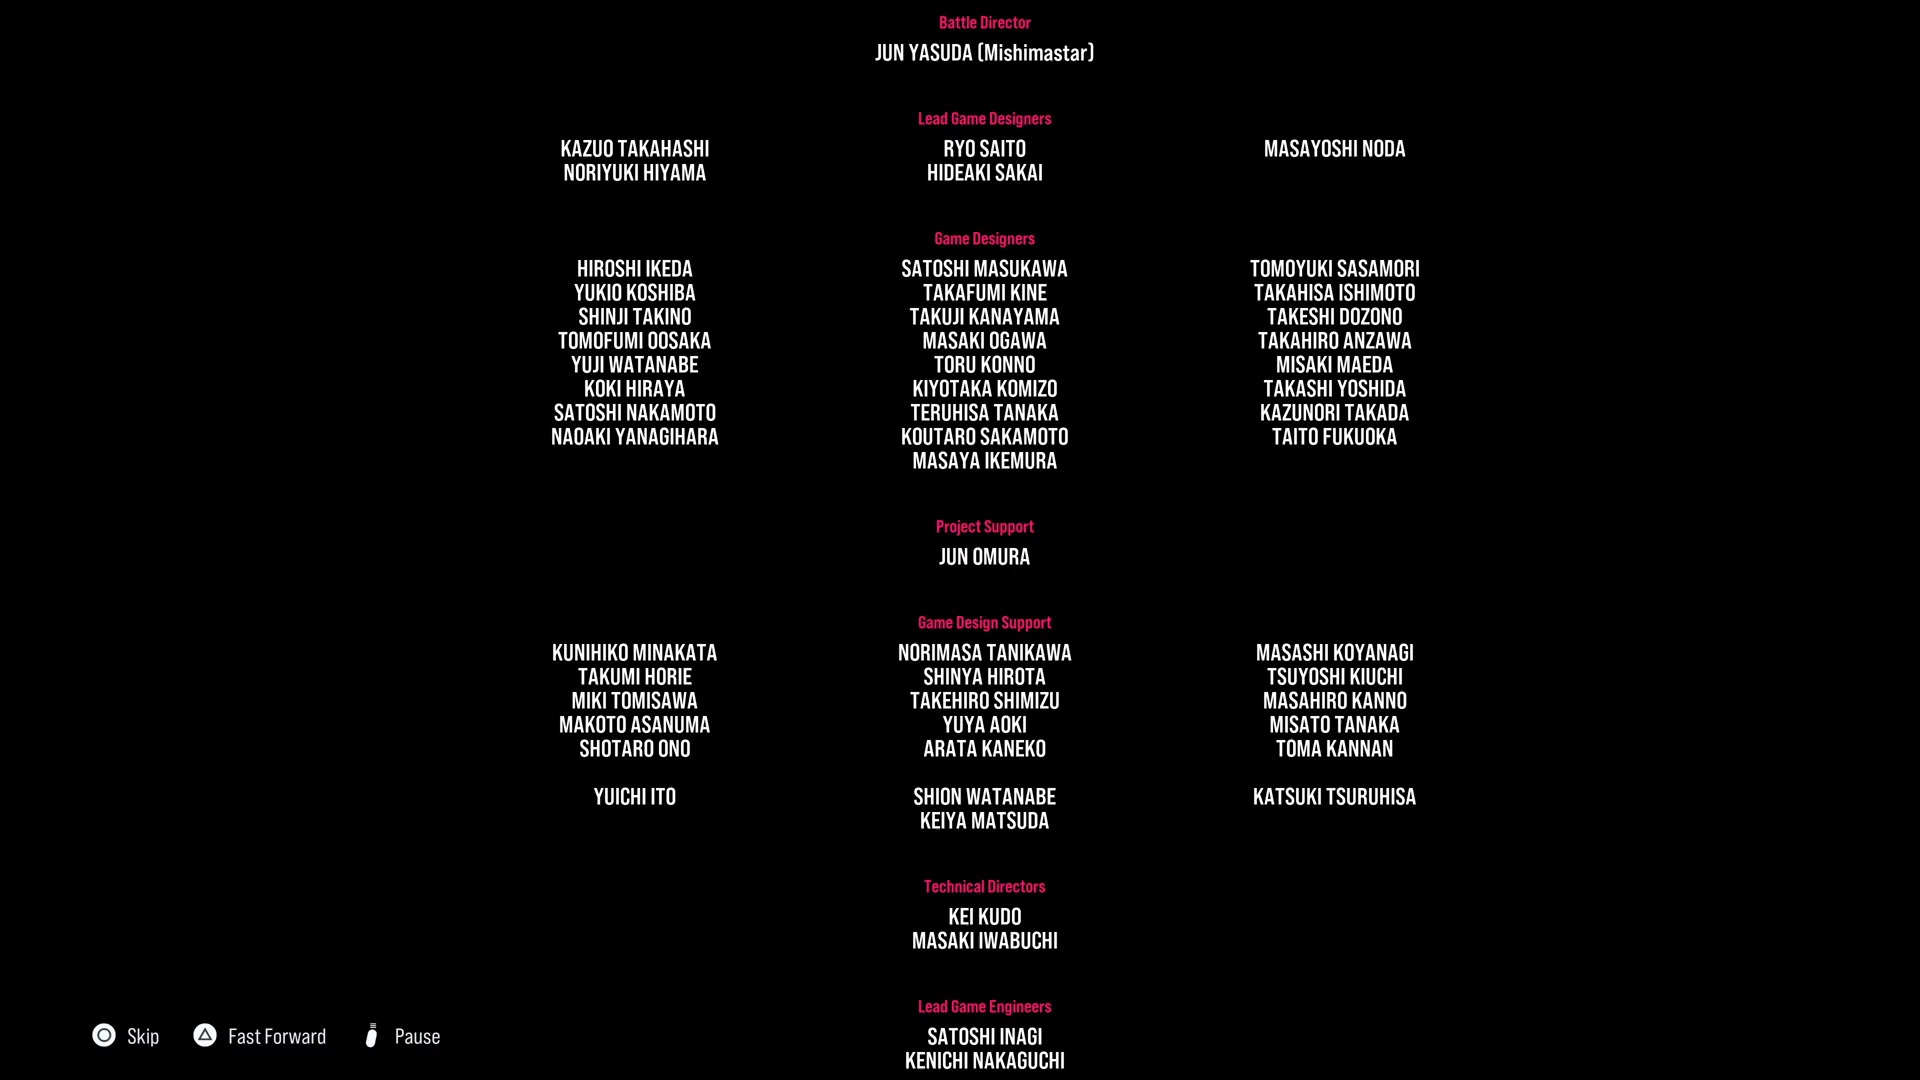 Battle Director
JUN YASUDA (Mishimastar)
Lead Game Designers
KAZUO TAKAHASHI RYO SAITO MASAYOSHI NODA
NORIYUKI HIYAMA HIDEAKI SAKAI
Game Designers
HIROSHI IKEDA SATOSHI MASUKAWA TOMOYUKI SASAMORI
YUKIO KOSHIBA TAKAFUMI KINE TAKAHISA ISHIMOTO
SHINJI TAKINO TAKUJI KANAYAMA TAKESHI DOZONO
TOMOFUMI OOSAKA MASAKI OGAWA TAKAHIRO ANZAWA
YUJI WATANABE TORU KONNO MISAKI MAEDA
KOKI HIRAYA KIYOTAKA KOMIZO TAKASHI YOSHIDA
SATOSHI NAKAMOTO TERUHISA TANAKA KAZUNORI TAKADA
NAOAKI YANAGIHARA KOUTARO SAKAMOTO TAITO FUKUOKA
MASAYA IKEMURA
Project Support
JUN OMURA
Game Design Support
KUNIHIKO MINAKATA NORIMASA TANIKAWA MASASHI KOYANAGI
TAKUMI HORIE SHINYA HIROTA TSUYOSHI KIUCHI
MIKI TOMISAWA TAKEHIRO SHIMIZU MASAHIRO KANNO
MAKOTO ASANUMA YUYA AOKI MISATO TANAKA
SHOTARO ONO ARATA KANEKO TOMA KANNAN
YUICHI ITO SHION WATANABE KATSUKI TSURUHISA
KEIYA MATSUDA
Technical Directors
KEI KUDO
MASAKI IWABUCHI
Lead Game Engineers
SATOSHI INAGI
KENICHI NAKAGUCHI
Skip Fast Forward Pause